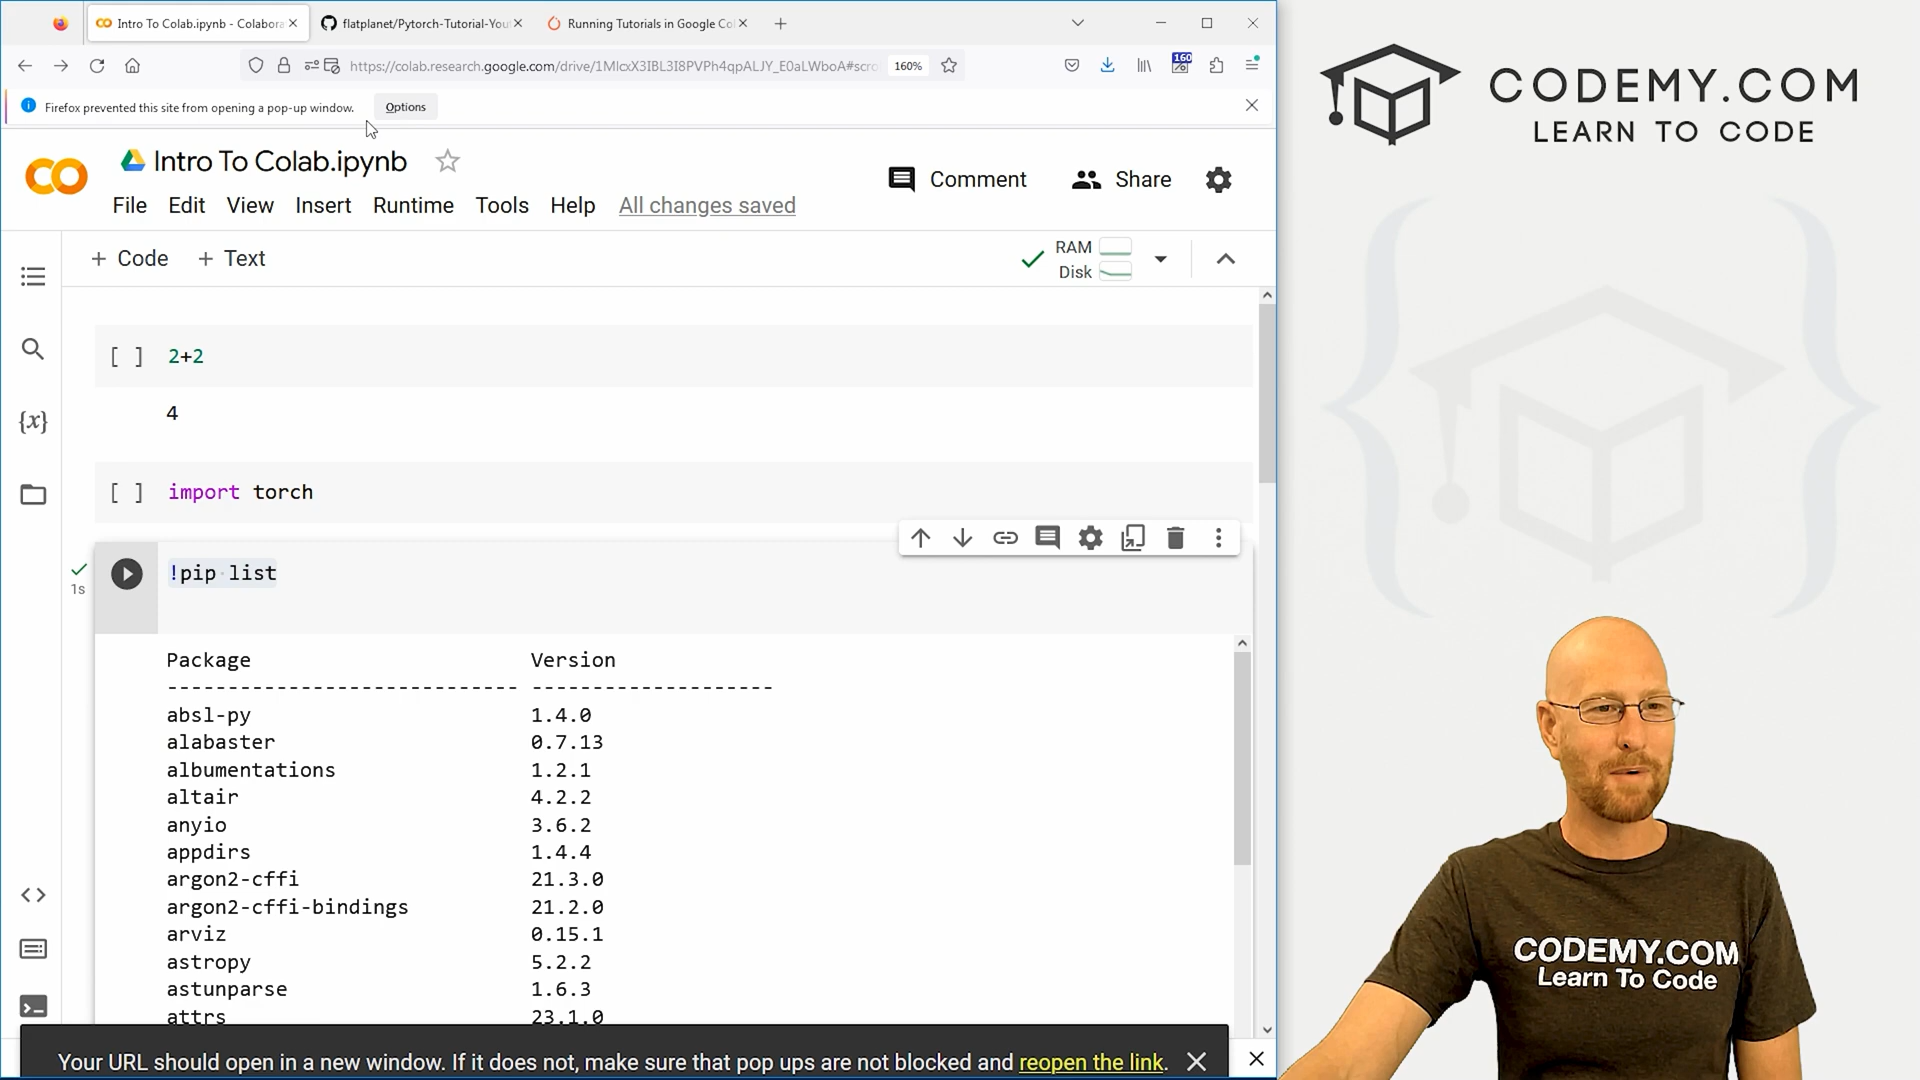 Intro To Colab.ipynb - Colabora
flatplanet/Pytorch-Tutorial-You
Running Tutorials in Google Co
https://colab.research.google.com/drive/1MlcxX3IBL3I8PVPh4qpALJY_E0aLWboA#scro
160%
160
Firefox prevented this site from opening a pop-up window.
Options
CODEMY.COM
LEARN TO CODE
Intro To Colab.ipynb
Comment
Share
File Edit View Insert Runtime Tools Help All changes saved
+ Code + Text
RAM
Disk
{x}
[ ] 2+2
4
[ ] import torch
!pip list
1s
Package Version
----------------------------- --------------------
absl-py 1.4.0
alabaster 0.7.13
albumentations 1.2.1
altair 4.2.2
anyio 3.6.2
appdirs 1.4.4
argon2-cffi 21.3.0
argon2-cffi-bindings 21.2.0
arviz 0.15.1
astropy 5.2.2
astunparse 1.6.3
attrs 23.1.0
Your URL should open in a new window. If it does not, make sure that pop ups are not blocked and reopen the link.
CODEMY.COM
Learn To Code